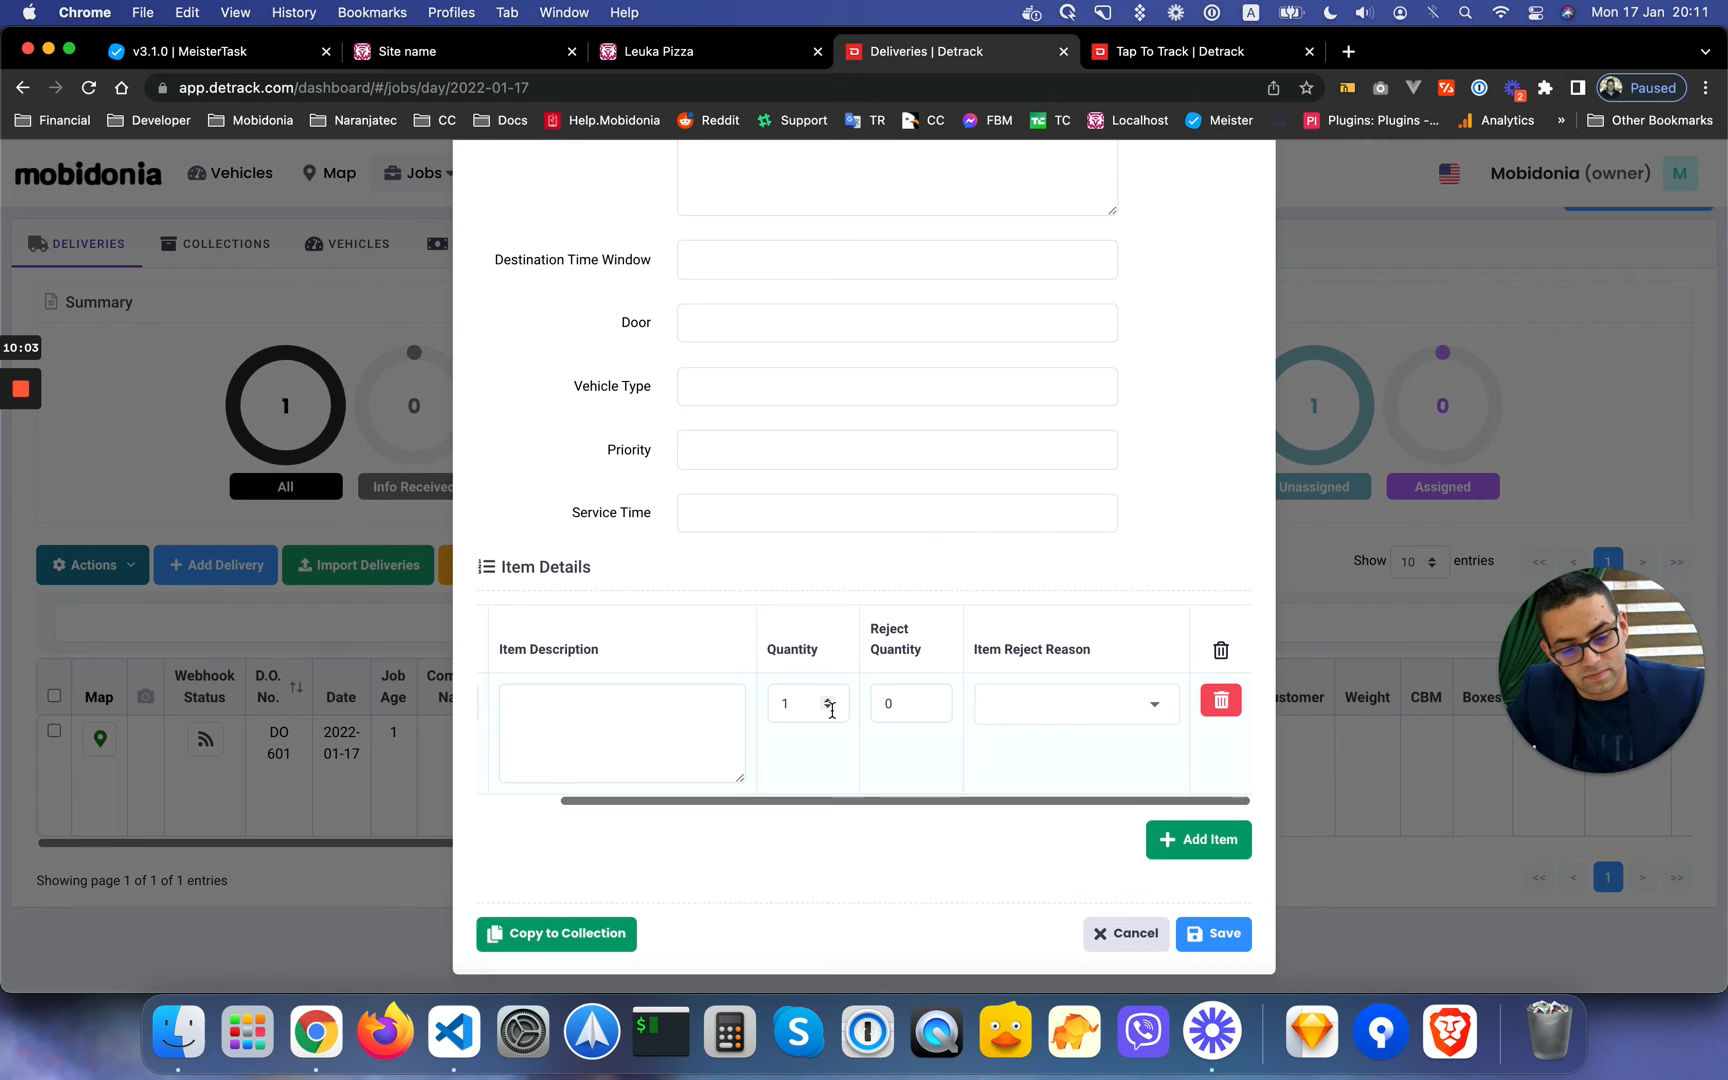 Chrome File Edit View History Bookmarks Profiles Tab Window Help A Mon 17 Jan 20:11
v3.1.0 | MeisterTask Site name Leuka Pizza Deliveries | Detrack Tap To Track | Detrack
app.detrack.com/dashboard/#/jobs/day/2022-01-17 2 Paused
Financial Developer Mobidonia Naranjatec CC Docs Help.Mobidonia Reddit Support TR CC FBM TC Localhost Meister Plugins: Plugins -... Analytics » Other Bookmarks
mobidonia Vehicles Map Jobs Mobidonia (owner) M
DELIVERIES COLLECTIONS VEHICLES
Summary
Destination Time Window
Door
10:03
Vehicle Type
1 0 1 0
Priority
All Info Received Unassigned Assigned
Service Time
Actions Add Delivery Import Deliveries Show 10 entries << < 1 > >>
Item Details
Item Description Quantity Reject Quantity Item Reject Reason
1 0
Map Webhook Status D.O. No. Date Job Age Weight CBM Boxes
DO 601 2022-01-17 1
Add Item
Showing page 1 of 1 of 1 entries << < 1 > >>
Copy to Collection Cancel Save